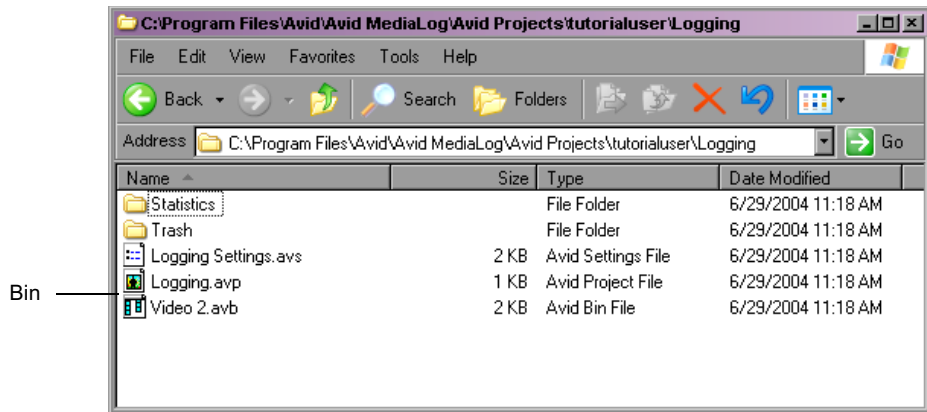 C:\Program Files\Avid\Avid MediaLog\Avid Projects\tutorialuser\Logging
File Edit View Favorites Tools Help
Back Search Folders
Address C:\Program Files\Avid\Avid MediaLog\Avid Projects\tutorialuser\Logging Go
Name Size Type Date Modified
Statistics File Folder 6/29/2004 11:18 AM
Trash File Folder 6/29/2004 11:18 AM
Logging Settings.avs 2 KB Avid Settings File 6/29/2004 11:18 AM
Logging.avp 1 KB Avid Project File 6/29/2004 11:18 AM
Bin
Video 2.avb 2 KB Avid Bin File 6/29/2004 11:18 AM